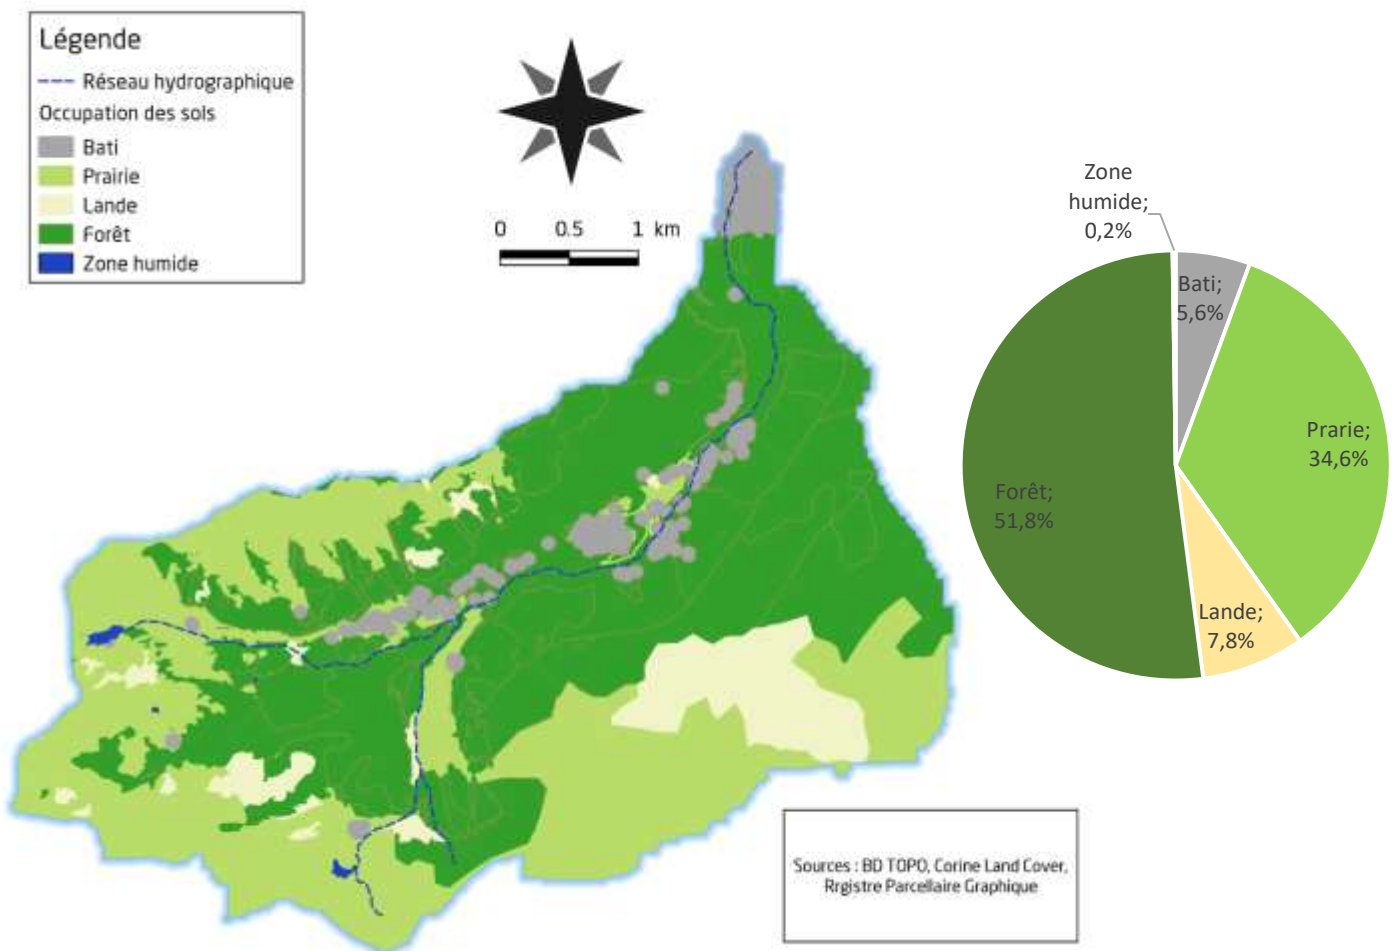 Légende
Réseau hydrographique
Occupation des sols
Bati
Prairie
Lande
Forêt
Zone humide
0 0.5 1 km
Zone
humide;
0,2%
Bati;
5,6%
Prarie;
34,6%
Forêt;
51,8%
Lande;
7,8%
Sources : BD TOPO, Corine Land Cover,
Rrgistre Parcellaire Graphique